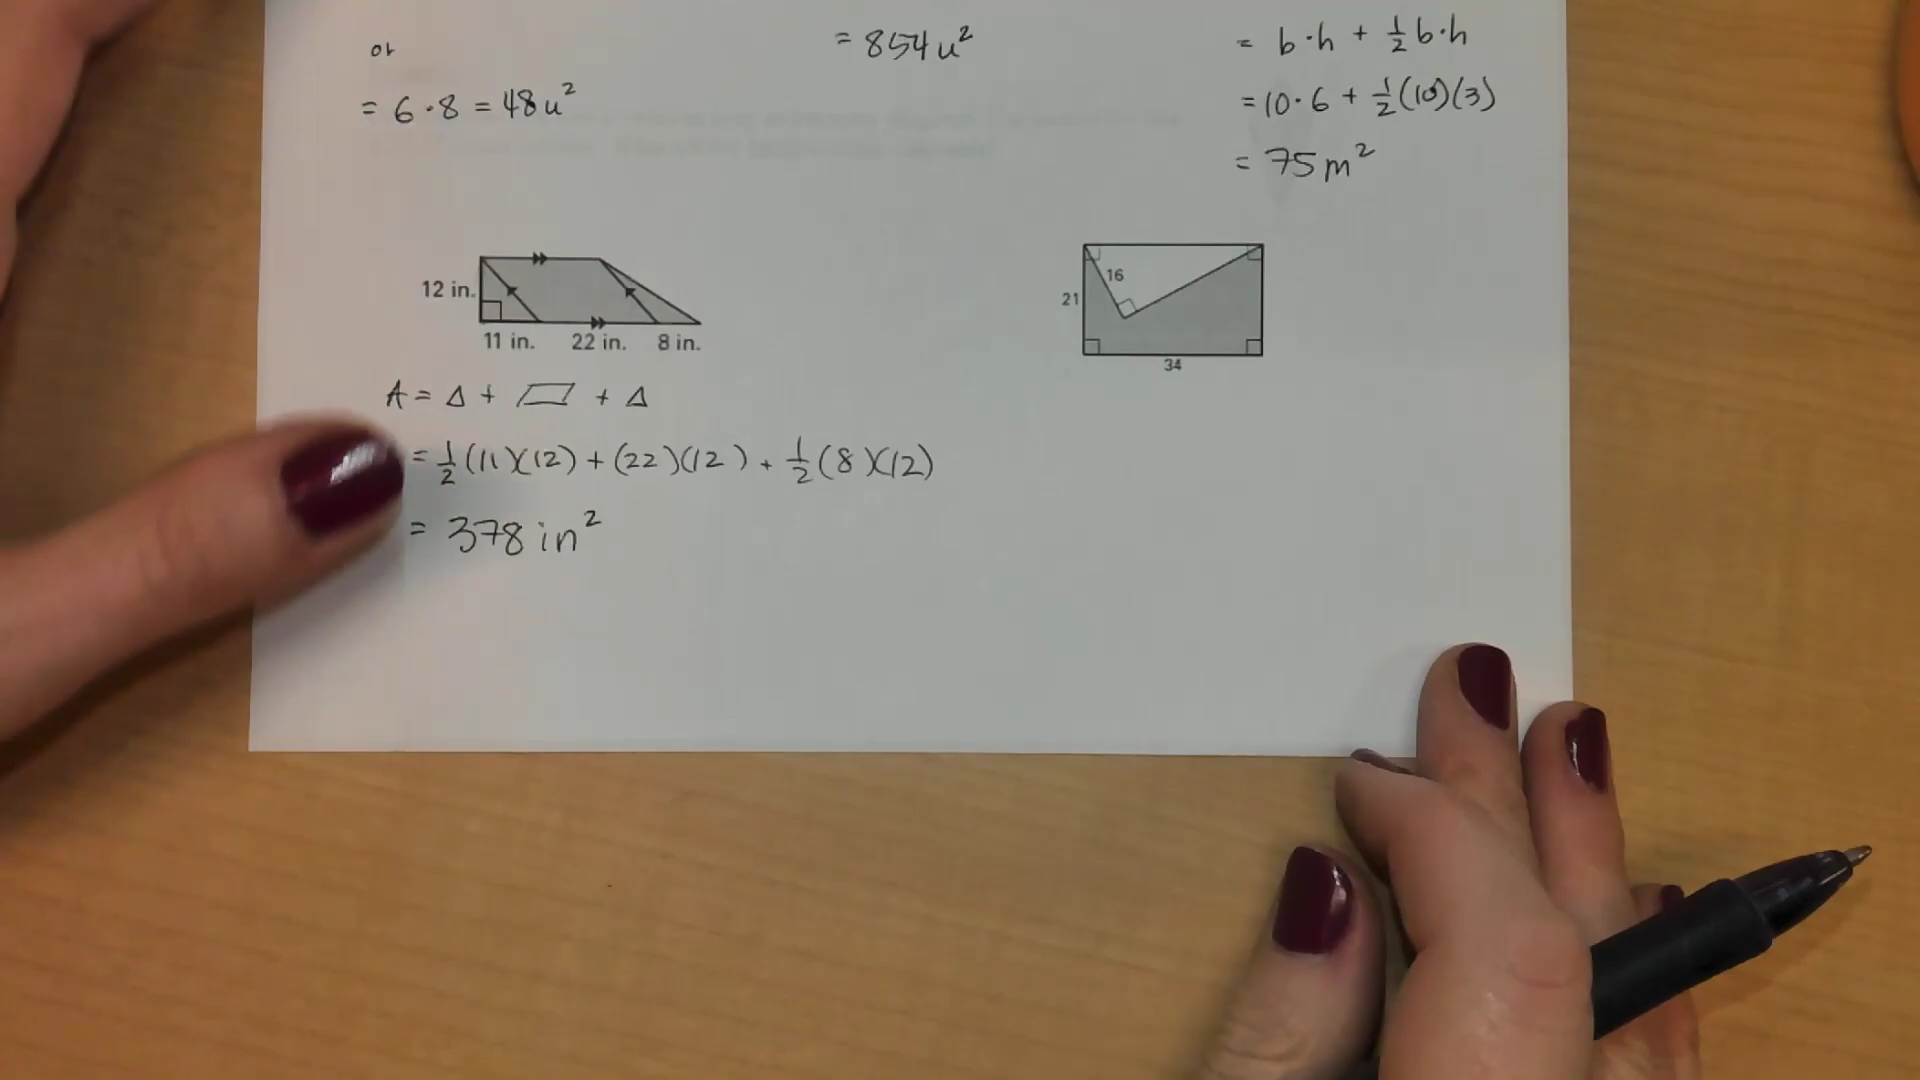 or
= 6 · 8 = 48 u²
= 854 u²
= b · h + ½ b · h
= 10 · 6 + ½ (10)(3)
= 75 m²
12 in.
11 in. 22 in. 8 in.
A = △ + ▱ + △
= ½ (11)(12) + (22)(12) + ½ (8)(12)
= 378 in²
16
21
34